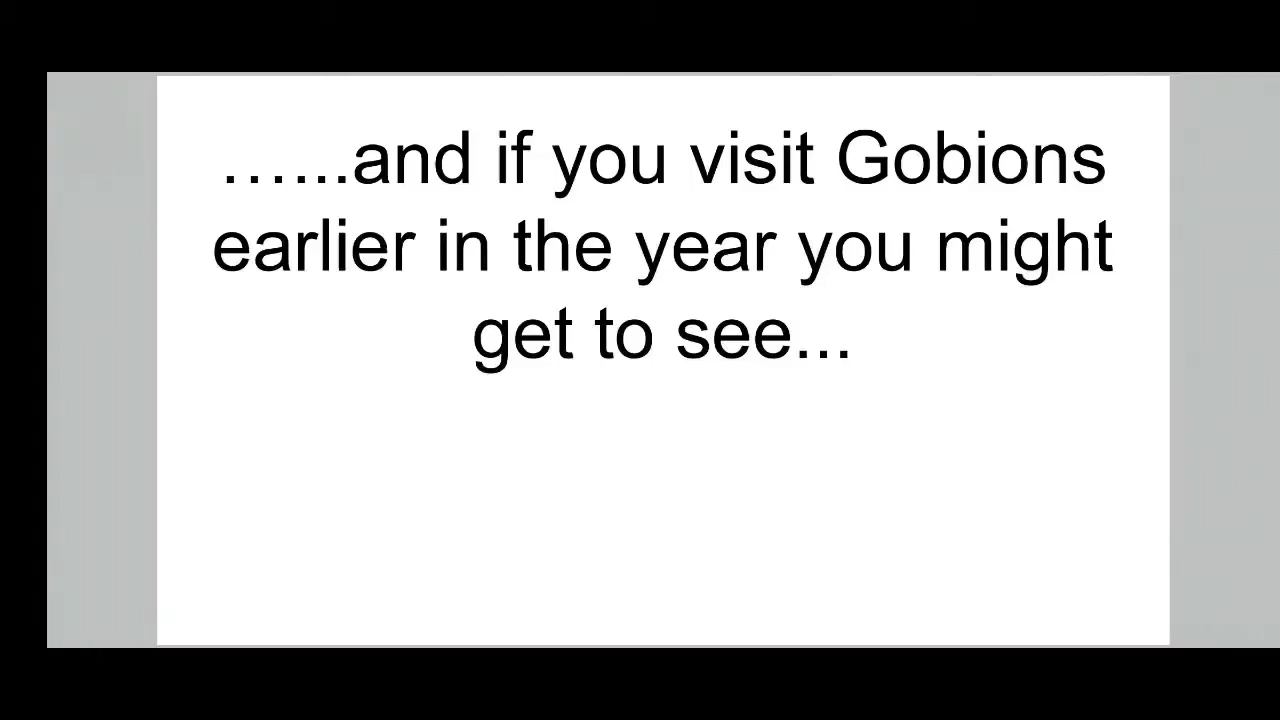 …...and if you visit Gobions
earlier in the year you might
get to see...